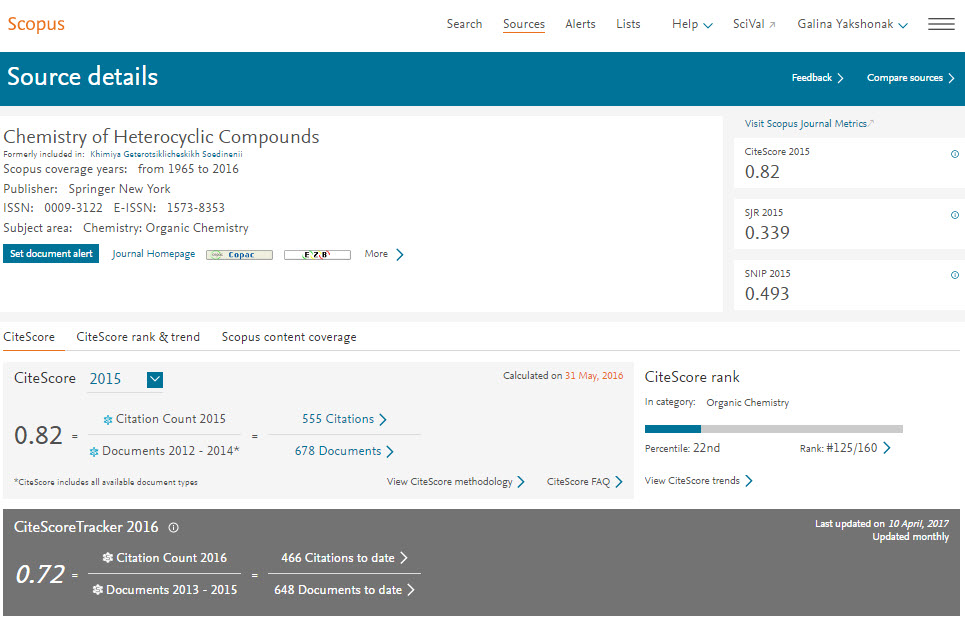 Scopus
Search Sources Alerts Lists Help SciVal Galina Yakshonak
Source details
Feedback Compare sources
Chemistry of Heterocyclic Compounds
Formerly included in: Khimiya Geterotsiklicheskikh Soedinenii
Scopus coverage years: from 1965 to 2016
Publisher: Springer New York
ISSN: 0009-3122 E-ISSN: 1573-8353
Subject area: Chemistry: Organic Chemistry
Set document alert Journal Homepage Copac EZB More
Visit Scopus Journal Metrics
CiteScore 2015
0.82
SJR 2015
0.339
SNIP 2015
0.493
CiteScore CiteScore rank & trend Scopus content coverage
CiteScore 2015
Calculated on 31 May, 2016
0.82 =
Citation Count 2015
Documents 2012 - 2014*
=
555 Citations >
678 Documents >
*CiteScore includes all available document types
View CiteScore methodology > CiteScore FAQ >
CiteScore rank
In category: Organic Chemistry
Percentile: 22nd Rank: #125/160 >
View CiteScore trends >
CiteScoreTracker 2016
Last updated on 10 April, 2017
Updated monthly
0.72 =
Citation Count 2016
Documents 2013 - 2015
=
466 Citations to date >
648 Documents to date >